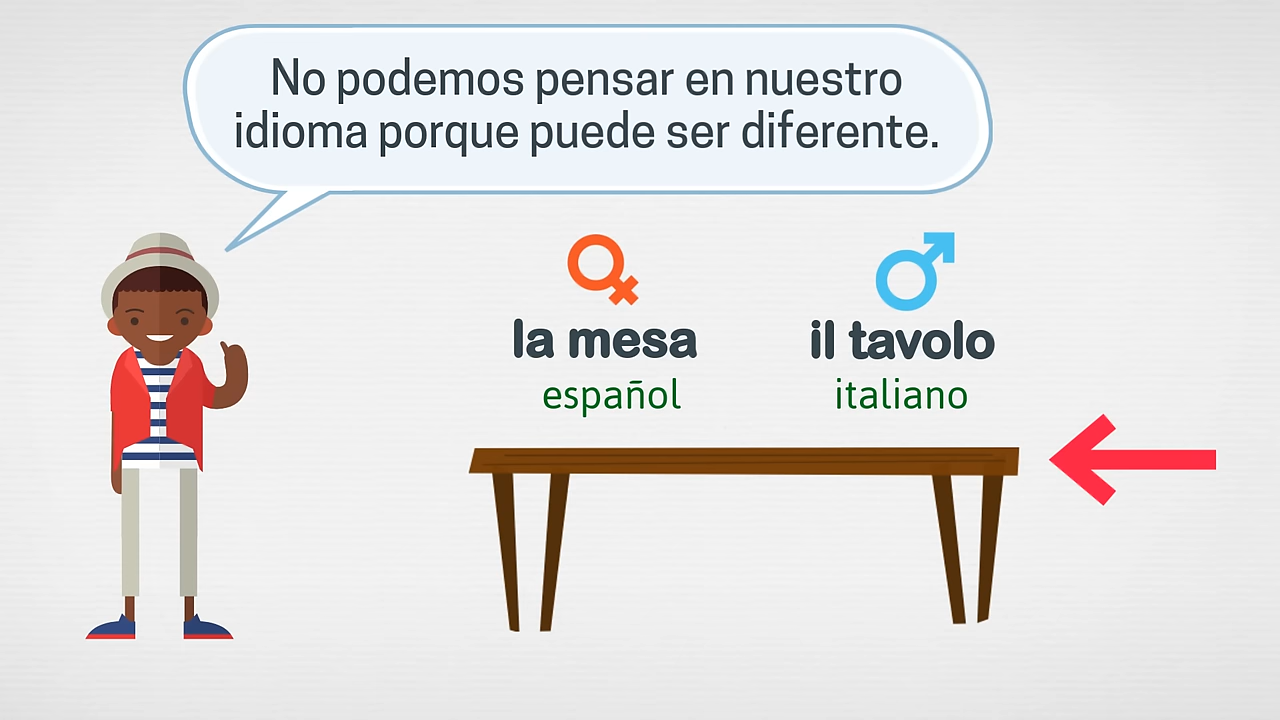 No podemos pensar en nuestro
idioma porque puede ser diferente.
la mesa
español
il tavolo
italiano